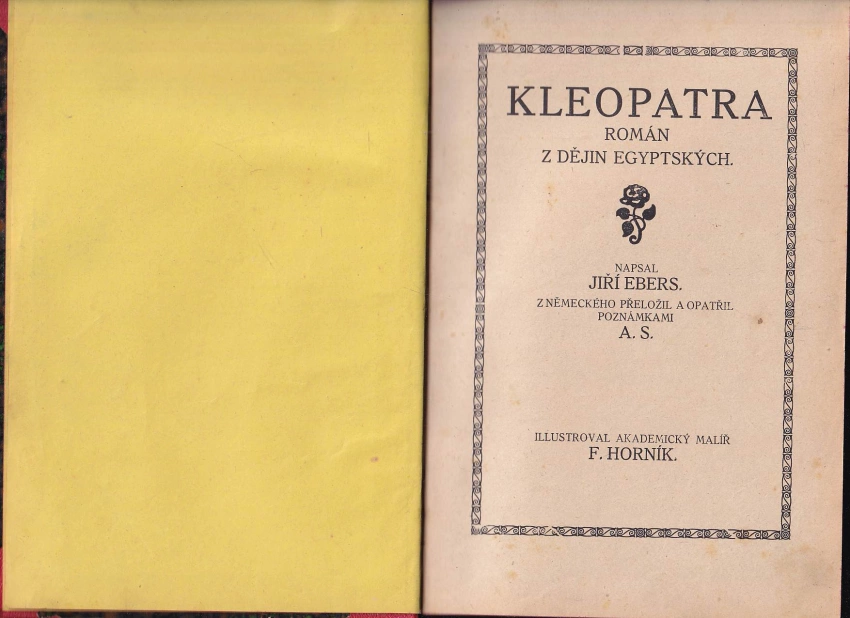 KLEOPATRA
ROMÁN
Z DĚJIN EGYPTSKÝCH.
NAPSAL
JIŘÍ EBERS.
Z NĚMECKÉHO PŘELOŽIL A OPATŘIL
POZNÁMKAMI
A. S.
ILLUSTROVAL AKADEMICKÝ MALÍŘ
F. HORNÍK.